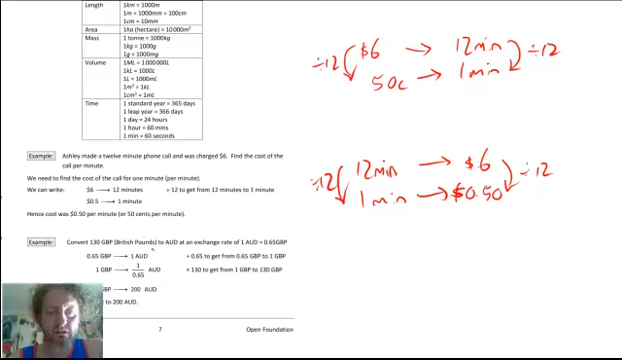 Length
1km = 1000m
1m = 1000mm = 100cm
1cm = 10mm
Area
1ha (hectare) = 10000m²
Mass
1 tonne = 1000kg
1kg = 1000g
1g = 1000mg
Volume
1ML = 1000000L
1kL = 1000L
1L = 1000mL
1m³ = 1kL
1cm³ = 1mL
Time
1 standard year = 365 days
1 leap year = 366 days
1 day = 24 hours
1 hour = 60 mins
1 min = 60 seconds
Example: Ashley made a twelve minute phone call and was charged $6. Find the cost of the
call per minute.
We need to find the cost of the call for one minute (per minute).
We can write: $6 → 12 minutes ÷ 12 to get from 12 minutes to 1 minute
$0.5 → 1 minute
Hence cost was $0.50 per minute (or 50 cents per minute).
Example: Convert 130 GBP (British Pounds) to AUD at an exchange rate of 1 AUD = 0.65GBP
0.65 GBP → 1 AUD ÷ 0.65 to get from 0.65 GBP to 1 GBP
1 GBP → 1/0.65 AUD × 130 to get from 1 GBP to 130 GBP
GBP → 200 AUD
to 200 AUD.
7 Open Foundation
÷12 $6 → 12min ÷12
50c → 1min
÷12 12min → $6 ÷12
1min → $0.50